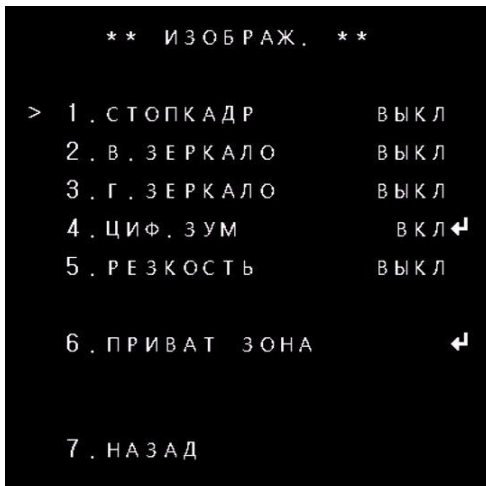 ** ИЗОБРАЖ. **
> 1.СТОПКАДР ВЫКЛ
2.В.ЗЕРКАЛО ВЫКЛ
3.Г.ЗЕРКАЛО ВЫКЛ
4.ЦИФ.ЗУМ ВКЛ↵
5.РЕЗКОСТЬ ВЫКЛ
6.ПРИВАТ ЗОНА ↵
7.НАЗАД